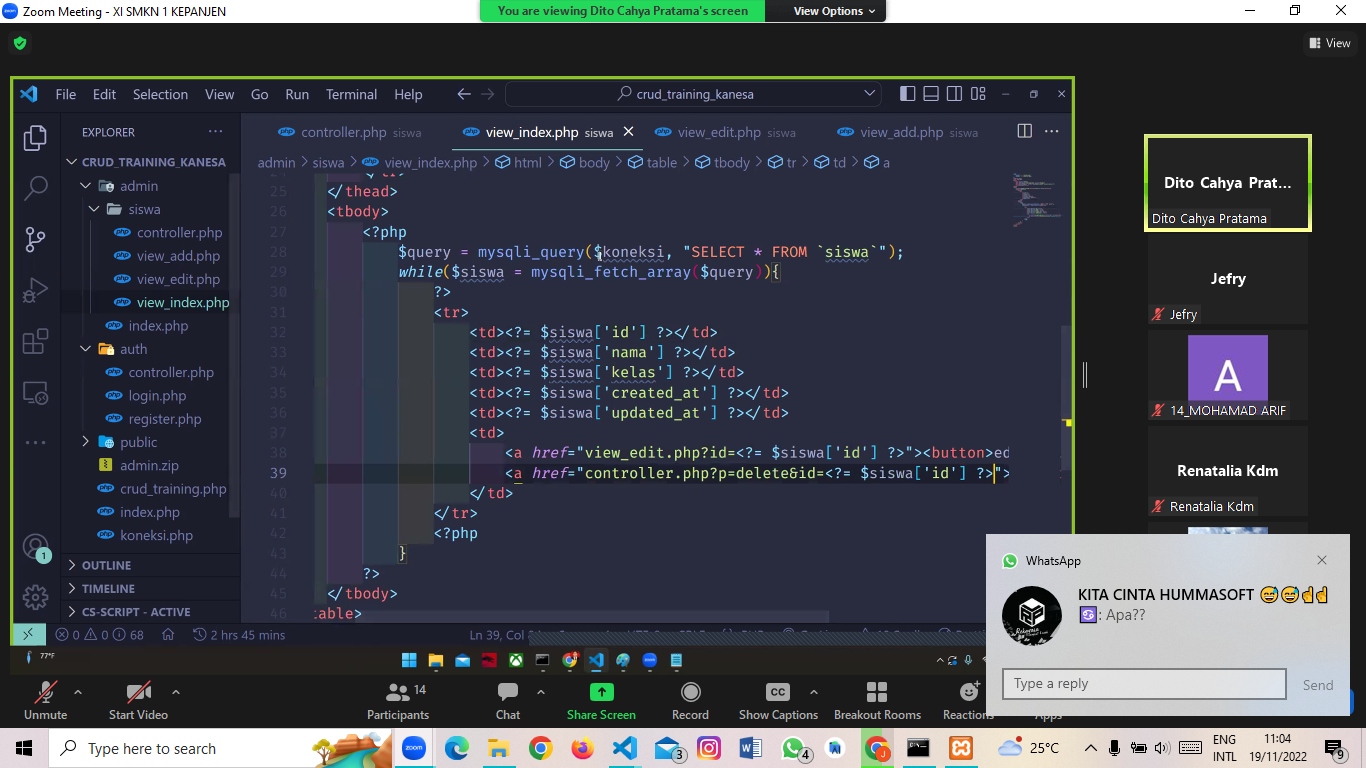 Zoom Meeting - XI SMKN 1 KEPANJEN
You are viewing Dito Cahya Pratama's screen
View Options
View
File Edit Selection View Go Run Terminal Help
crud_training_kanesa
EXPLORER
controller.php siswa
view_index.php siswa
view_edit.php siswa
view_add.php siswa
admin > siswa > view_index.php > html > body > table > tbody > tr > td > a
CRUD_TRAINING_KANESA
admin
siswa
controller.php
view_add.php
view_edit.php
view_index.php
index.php
auth
controller.php
login.php
register.php
public
admin.zip
crud_training.php
index.php
koneksi.php
OUTLINE
TIMELINE
CS-SCRIPT - ACTIVE
25 </thead>
26 <tbody>
27 <?php
28 $query = mysqli_query($koneksi, "SELECT * FROM `siswa`");
29 while($siswa = mysqli_fetch_array($query)){
30 ?>
31 <tr>
32 <td><?= $siswa['id'] ?></td>
33 <td><?= $siswa['nama'] ?></td>
34 <td><?= $siswa['kelas'] ?></td>
35 <td><?= $siswa['created_at'] ?></td>
36 <td><?= $siswa['updated_at'] ?></td>
37 <td>
38 <a href="view_edit.php?id=<?= $siswa['id'] ?>"><button>ed
39 <a href="controller.php?p=delete&id=<?= $siswa['id'] ?>">
40 </td>
41 </tr>
42 <?php
43 }
44 ?>
45 </tbody>
46 table>
1
0 0 68
2 hrs 45 mins
Ln 39, Col
77°F
Dito Cahya Prat...
Dito Cahya Pratama
Jefry
Jefry
A
14_MOHAMAD ARIF
Renatalia Kdm
Renatalia Kdm
WhatsApp
KITA CINTA HUMMASOFT 😅😅☝☝
♋: Apa??
Type a reply
Send
Unmute
Start Video
Participants
14
Chat
Share Screen
CC
Record
Show Captions
Breakout Rooms
Reactions
Apps
Type here to search
zoom
3
4
J
25°C
ENG
INTL
11:04
19/11/2022
9